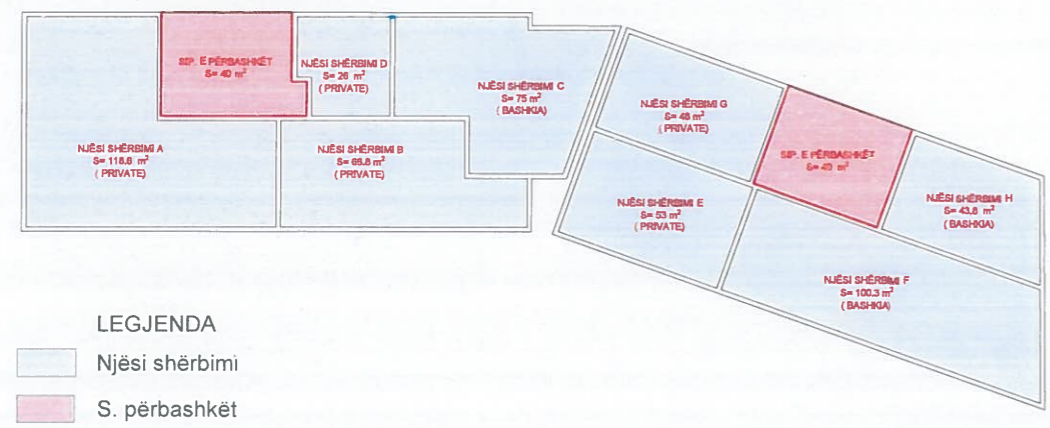 SIP. E PËRBASHKËT
S= 40 m²
NJËSI SHËRBIMI D
S= 26 m²
( PRIVATE)
NJËSI SHËRBIMI C
S= 75 m²
( BASHKIA)
NJËSI SHËRBIMI A
S= 118.6 m²
( PRIVATE)
NJËSI SHËRBIMI B
S= 66.8 m²
( PRIVATE)
NJËSI SHËRBIMI G
S= 48 m²
( PRIVATE)
SIP. E PËRBASHKËT
S= 40 m²
NJËSI SHËRBIMI E
S= 53 m²
( PRIVATE)
NJËSI SHËRBIMI H
S= 43.8 m²
(BASHKIA)
NJËSI SHËRBIMI F
S= 100.3 m²
( BASHKIA)
LEGJENDA
Njësi shërbimi
S. përbashkët